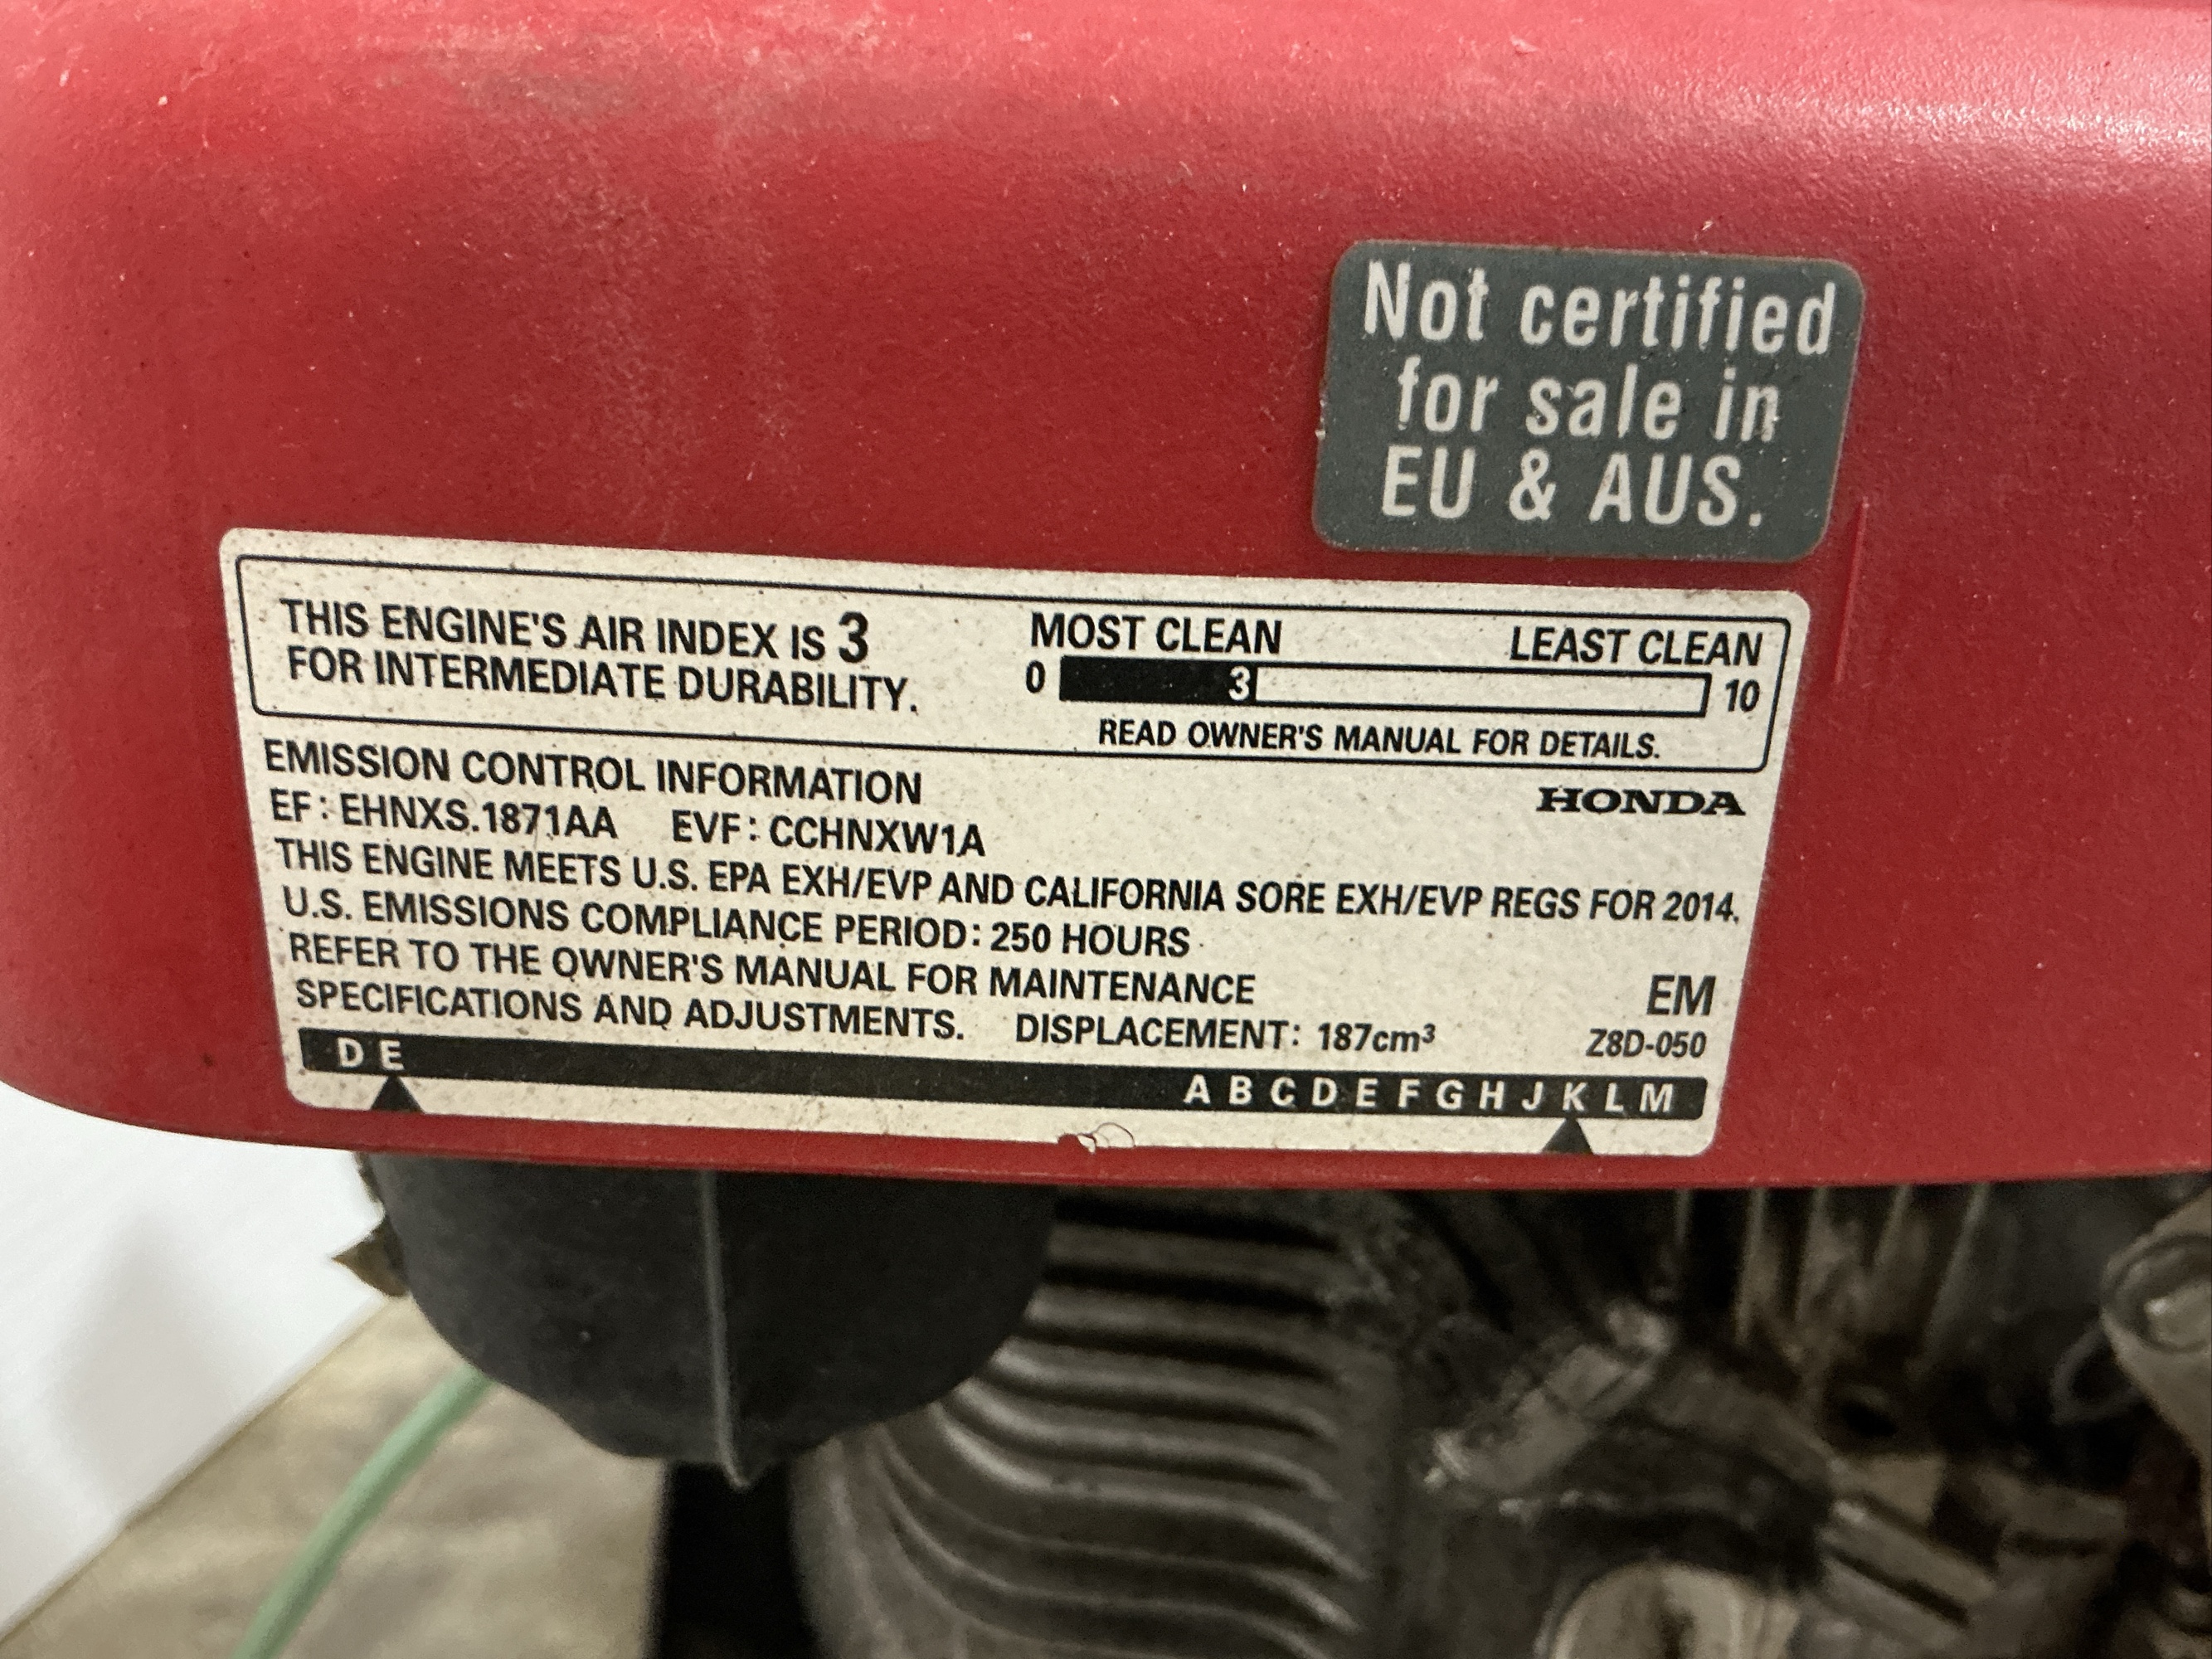 Not certified
for sale in
EU & AUS.
THIS ENGINE'S AIR INDEX IS 3
FOR INTERMEDIATE DURABILITY.
MOST CLEAN LEAST CLEAN
0 3 10
READ OWNER'S MANUAL FOR DETAILS.
EMISSION CONTROL INFORMATION
HONDA
EF: EHNXS.1871AA EVF: CCHNXW1A
THIS ENGINE MEETS U.S. EPA EXH/EVP AND CALIFORNIA SORE EXH/EVP REGS FOR 2014.
U.S. EMISSIONS COMPLIANCE PERIOD: 250 HOURS
REFER TO THE OWNER'S MANUAL FOR MAINTENANCE
SPECIFICATIONS AND ADJUSTMENTS. DISPLACEMENT: 187cm³
EM
Z8D-050
D E A B C D E F G H J K L M